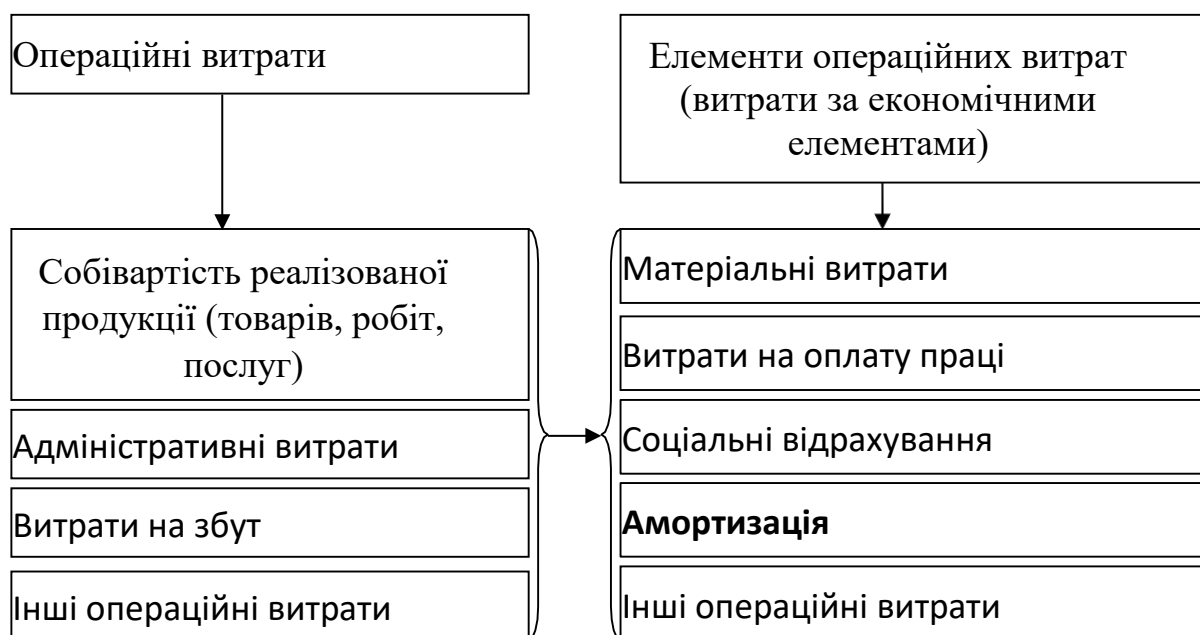 Операційні витрати
Елементи операційних витрат
(витрати за економічними
елементами)
Собівартість реалізованої
продукції (товарів, робіт,
послуг)
Адміністративні витрати
Витрати на збут
Інші операційні витрати
Матеріальні витрати
Витрати на оплату праці
Соціальні відрахування
Амортизація
Інші операційні витрати